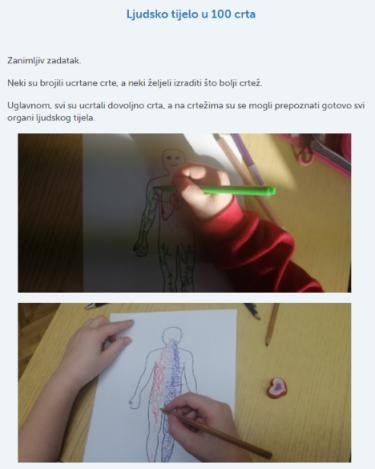 Ljudsko tijelo u 100 crta
Zanimljiv zadatak.
Neki su brojili ucrtane crte, a neki željeli izraditi što bolji crtež.
Uglavnom, svi su ucrtali dovoljno crta, a na crtežima su se mogli prepoznati gotovo svi
organi ljudskog tijela.